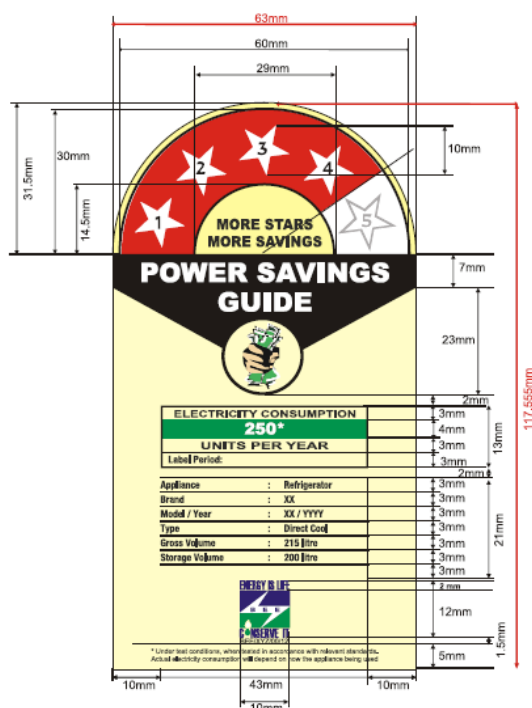 63mm
60mm
29mm
31.5mm
30mm
14.5mm
10mm
1
2
3
4
5
MORE STARS
MORE SAVINGS
POWER SAVINGS
GUIDE
7mm
23mm
117.555mm
2mm
ELECTRICITY CONSUMPTION
250*
UNITS PER YEAR
Label Period:
3mm
4mm
3mm
3mm
13mm
2mm
Appliance : Refrigerator
Brand : XX
Model / Year : XX / YYYY
Type : Direct Cool
Gross Volume : 215 litre
Storage Volume : 200 litre
3mm
3mm
3mm
3mm
3mm
3mm
3mm
21mm
ENERGY IS LIFE
B E E
CONSERVE IT
2 mm
12mm
1.5mm
5mm
* Under test conditions, when tested in accordance with relevant standards.
Actual electricity consumption will depend on how the appliance being used
10mm
43mm
10mm
19mm